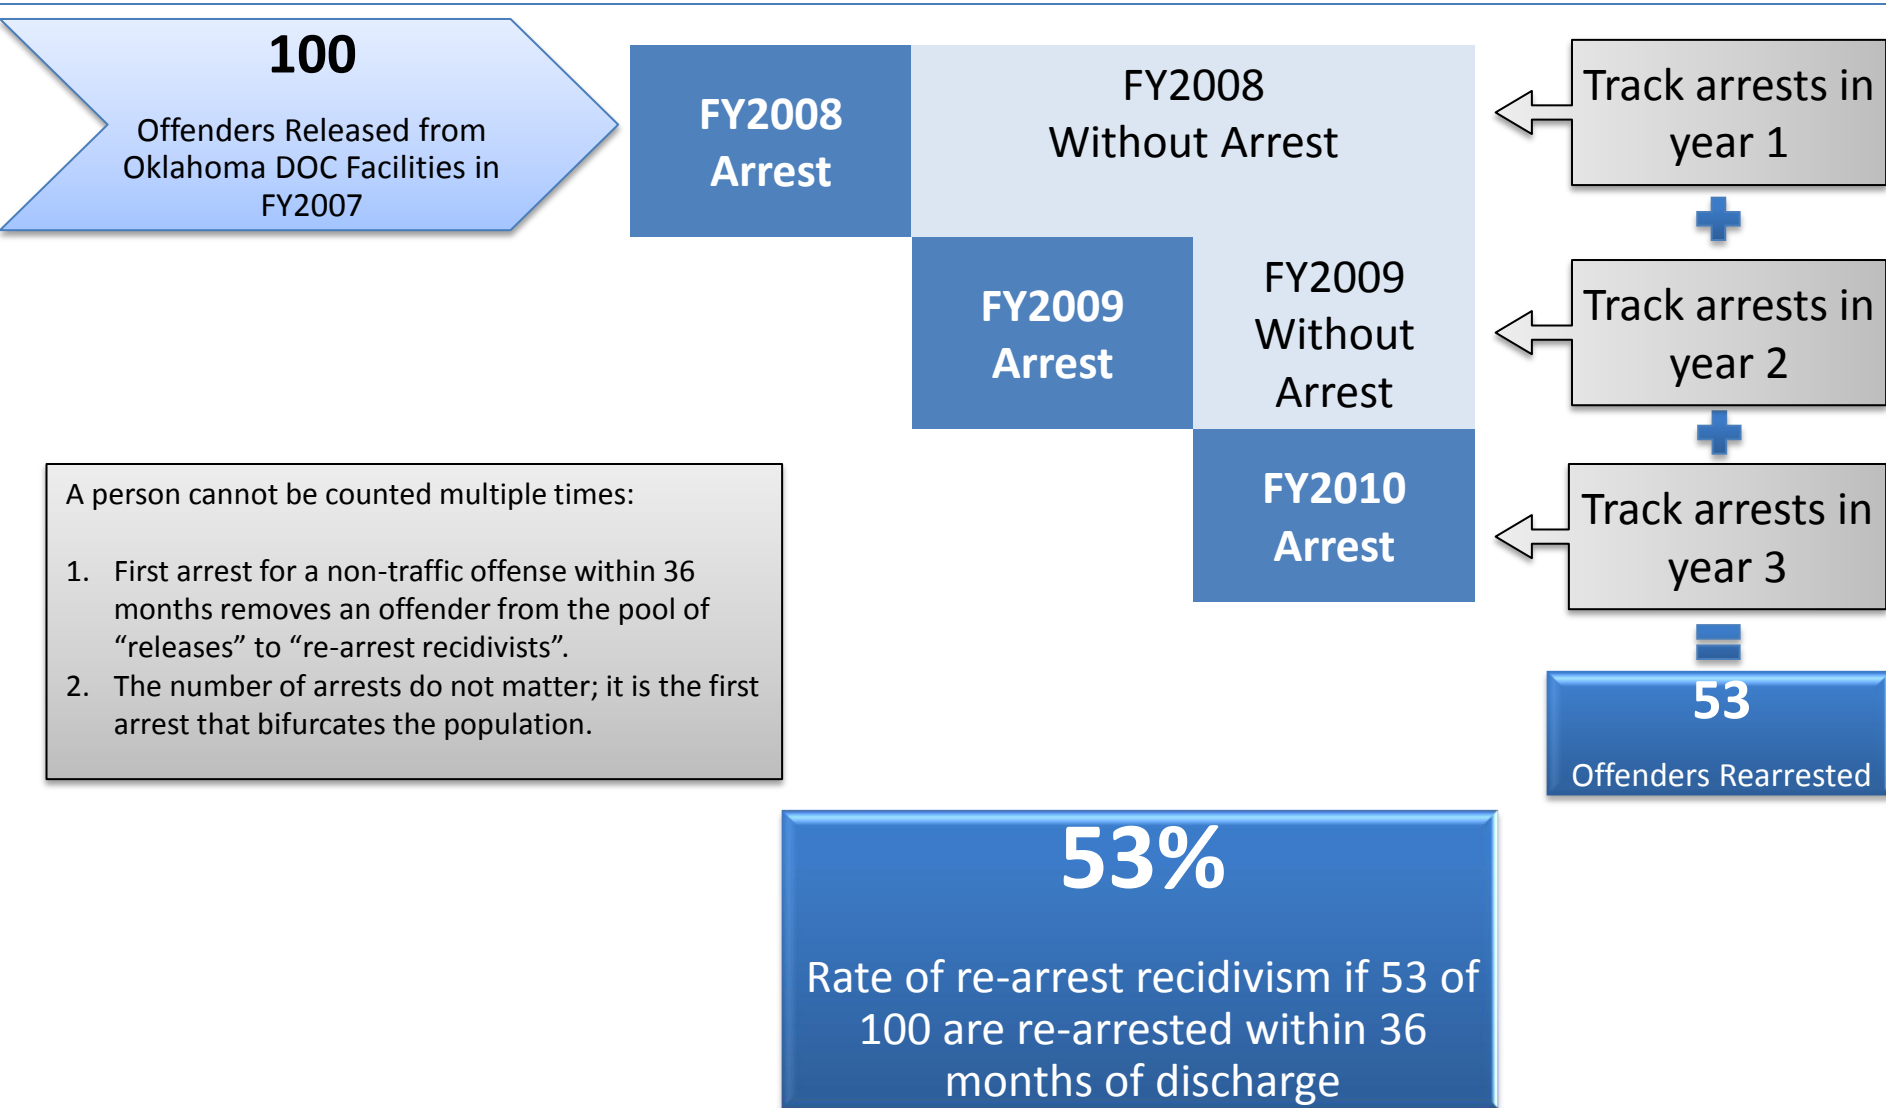 100
Offenders Released from
Oklahoma DOC Facilities in
FY2007
FY2008
Arrest
FY2008
Without Arrest
Track arrests in
year 1
FY2009
Arrest
FY2009
Without
Arrest
Track arrests in
year 2
FY2010
Arrest
Track arrests in
year 3
A person cannot be counted multiple times:
1. First arrest for a non-traffic offense within 36
months removes an offender from the pool of
“releases” to “re-arrest recidivists”.
2. The number of arrests do not matter; it is the first
arrest that bifurcates the population.
53
Offenders Rearrested
53%
Rate of re-arrest recidivism if 53 of
100 are re-arrested within 36
months of discharge